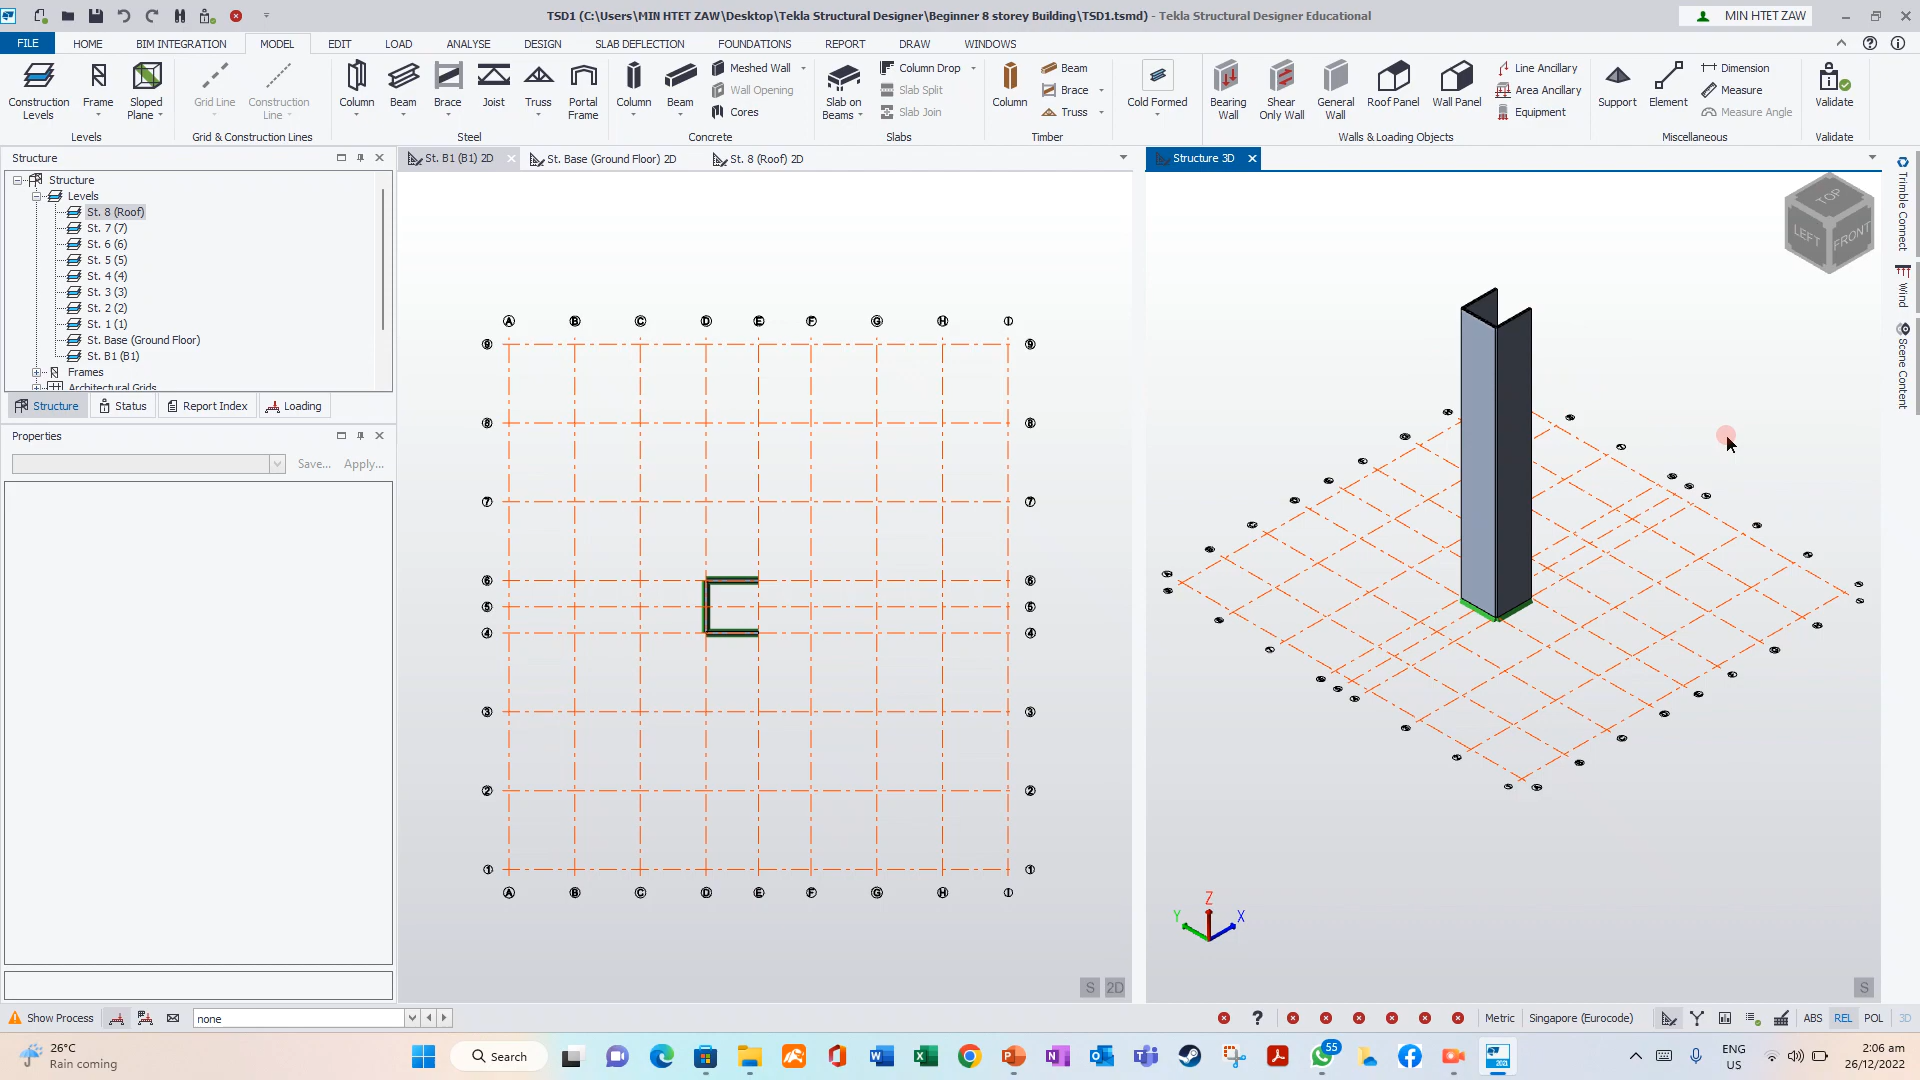 TSD1 (C:\Users\MIN HTET ZAW\Desktop\Tekla Structural Designer\Beginner 8 storey Building\TSD1.tsmd) - Tekla Structural Designer Educational
MIN HTET ZAW
FILE HOME BIM INTEGRATION MODEL EDIT LOAD ANALYSE DESIGN SLAB DEFLECTION FOUNDATIONS REPORT DRAW WINDOWS
Construction Levels
Frame
Sloped Plane
Levels
Grid Line
Construction Line
Grid & Construction Lines
Column
Beam
Brace
Joist
Truss
Portal Frame
Steel
Column
Beam
Meshed Wall
Wall Opening
Cores
Concrete
Slab on Beams
Column Drop
Slab Split
Slab Join
Slabs
Column
Beam
Brace
Truss
Timber
Cold Formed
Bearing Wall
Shear Only Wall
General Wall
Roof Panel
Wall Panel
Line Ancillary
Area Ancillary
Equipment
Walls & Loading Objects
Support
Element
Dimension
Measure
Measure Angle
Miscellaneous
Validate
Validate
Structure
Structure
Levels
St. 8 (Roof)
St. 7 (7)
St. 6 (6)
St. 5 (5)
St. 4 (4)
St. 3 (3)
St. 2 (2)
St. 1 (1)
St. Base (Ground Floor)
St. B1 (B1)
Frames
Architectural Grids
Structure Status Report Index Loading
Properties
Save... Apply...
St. B1 (B1) 2D
St. Base (Ground Floor) 2D
St. 8 (Roof) 2D
A B C D E F G H I
9 9
8 8
7 7
6 6
5 5
4 4
3 3
2 2
1 1
A B C D E F G H I
S 2D
Structure 3D
TOP
LEFT FRONT
Z
Y X
S
Trimble Connect
Wind
Scene Content
Show Process
none
Metric Singapore (Eurocode)
ABS REL POL 3D
26°C
Rain coming
Search
55
2021
ENG
US
2:06 am
26/12/2022